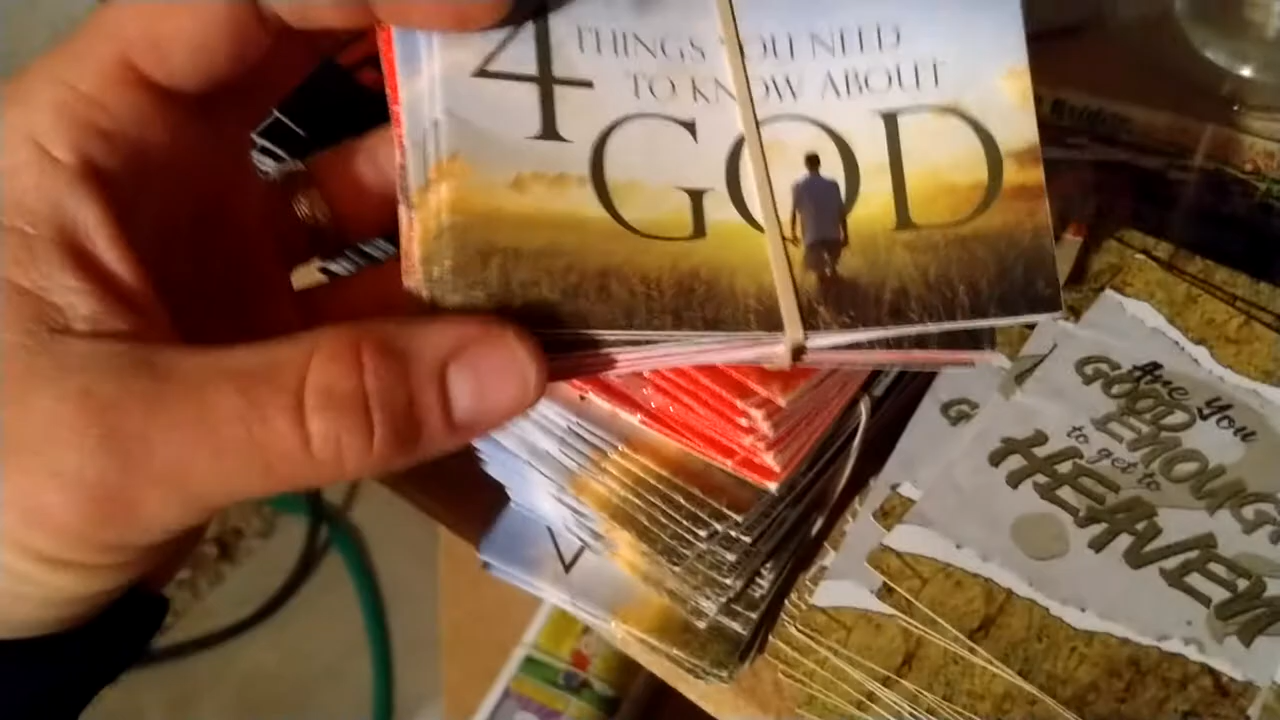 4 THINGS YOU NEED
TO KNOW ABOUT
GOD
Are You
GOOD
ENOUGH
to get to
HEAVEN
G